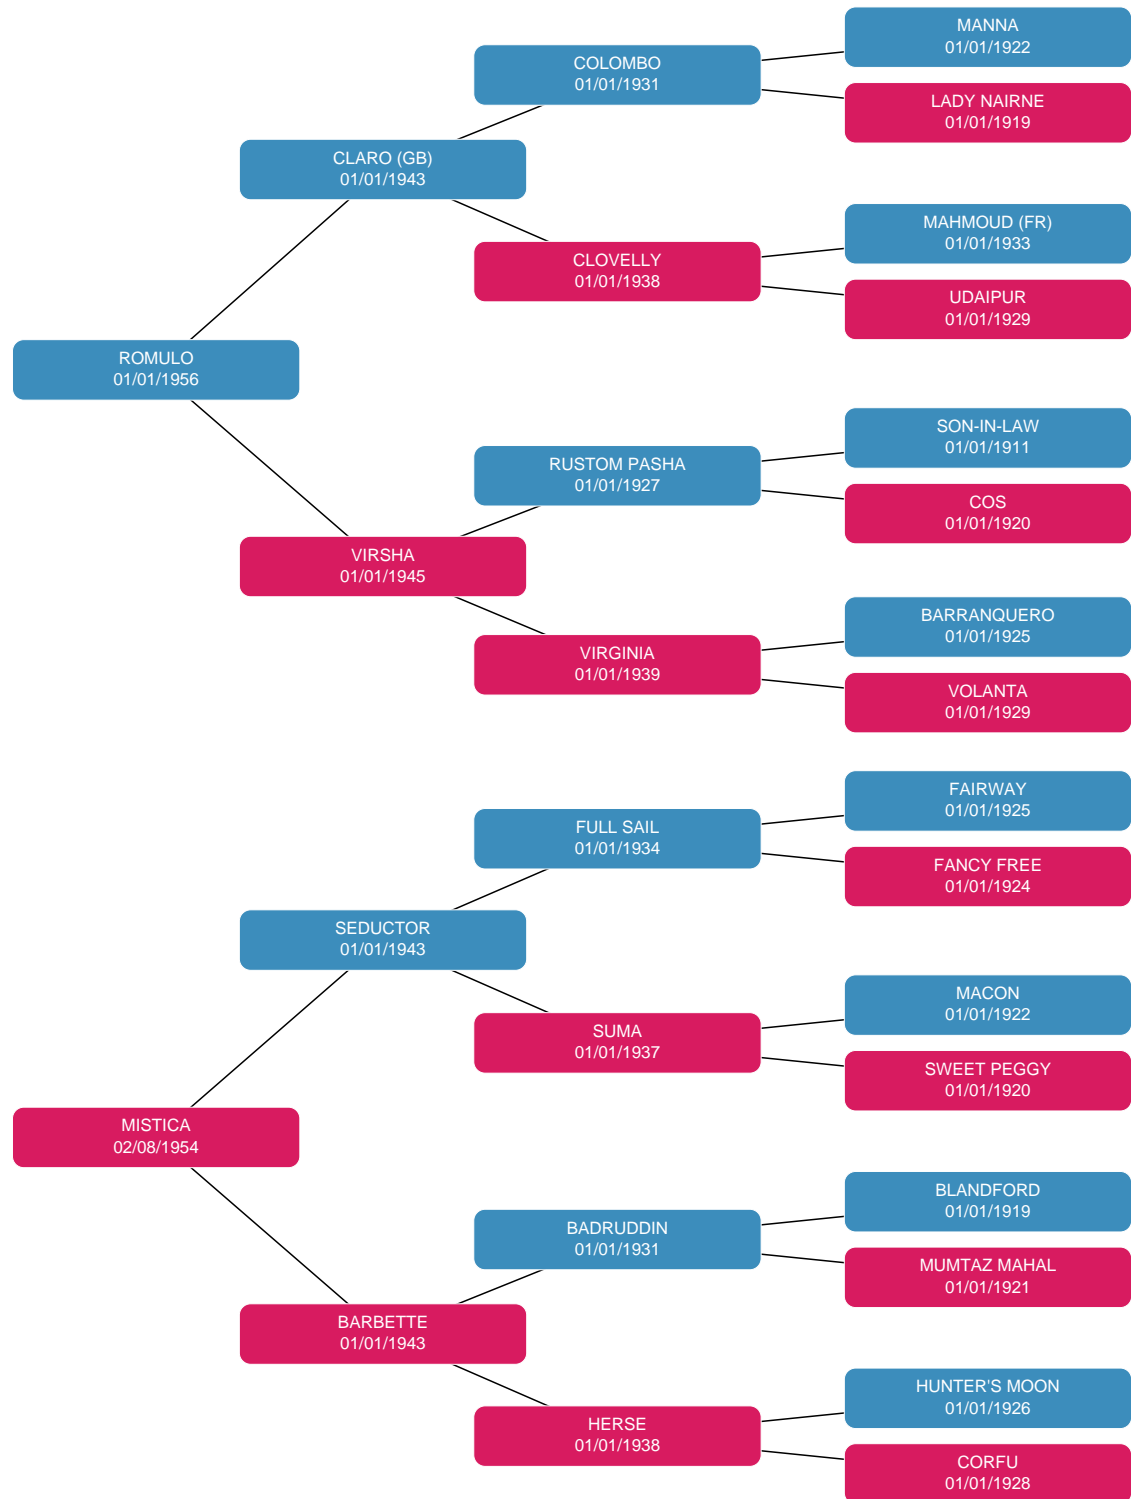 MANNA
01/01/1922
COLOMBO
01/01/1931
LADY NAIRNE
01/01/1919
CLARO (GB)
01/01/1943
MAHMOUD (FR)
01/01/1933
CLOVELLY
01/01/1938
UDAIPUR
01/01/1929
ROMULO
01/01/1956
SON-IN-LAW
01/01/1911
RUSTOM PASHA
01/01/1927
COS
01/01/1920
VIRSHA
01/01/1945
BARRANQUERO
01/01/1925
VIRGINIA
01/01/1939
VOLANTA
01/01/1929
FAIRWAY
01/01/1925
FULL SAIL
01/01/1934
FANCY FREE
01/01/1924
SEDUCTOR
01/01/1943
MACON
01/01/1922
SUMA
01/01/1937
SWEET PEGGY
01/01/1920
MISTICA
02/08/1954
BLANDFORD
01/01/1919
BADRUDDIN
01/01/1931
MUMTAZ MAHAL
01/01/1921
BARBETTE
01/01/1943
HUNTER'S MOON
01/01/1926
HERSE
01/01/1938
CORFU
01/01/1928